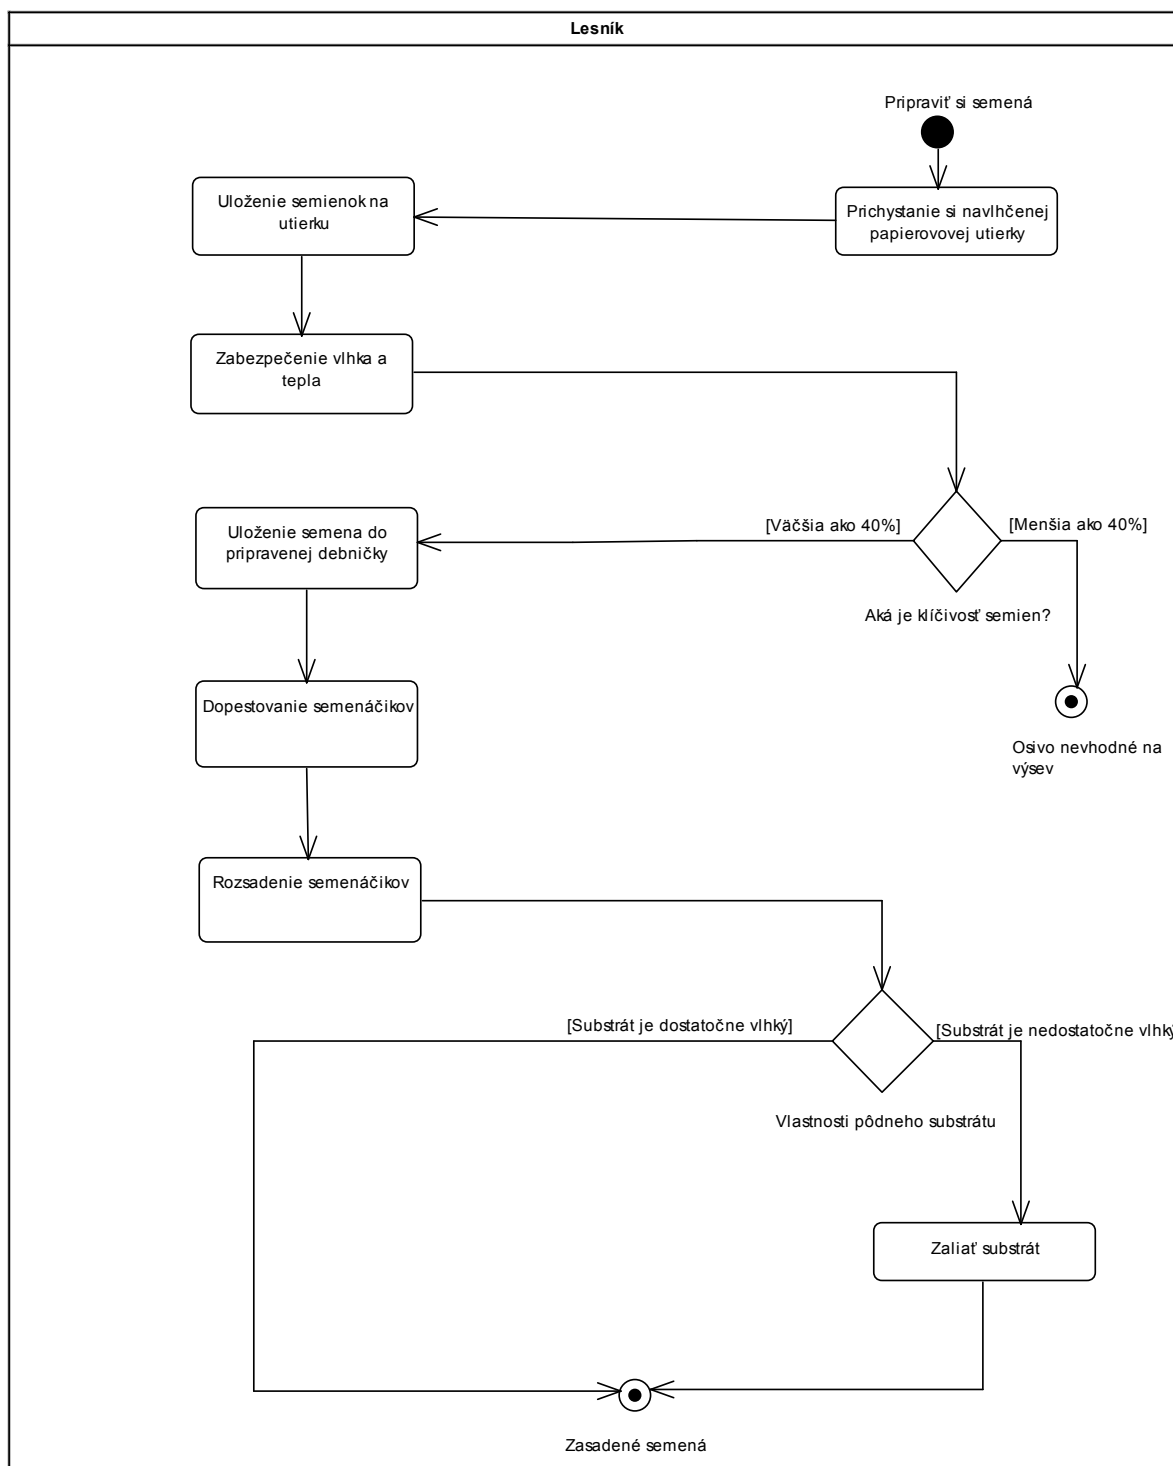 Lesník
Pripraviť si semená
Uloženie semienok na
utierku
Prichystanie si navlhčenej
papierovovej utierky
Zabezpečenie vlhka a
tepla
[Väčšia ako 40%]
[Menšia ako 40%]
Uloženie semena do
pripravenej debničky
Aká je klíčivosť semien?
Dopestovanie semenáčikov
Osivo nevhodné na
výsev
Rozsadenie semenáčikov
[Substrát je dostatočne vlhký]
[Substrát je nedostatočne vlhký
Vlastnosti pôdneho substrátu
Zaliať substrát
Zasadené semená